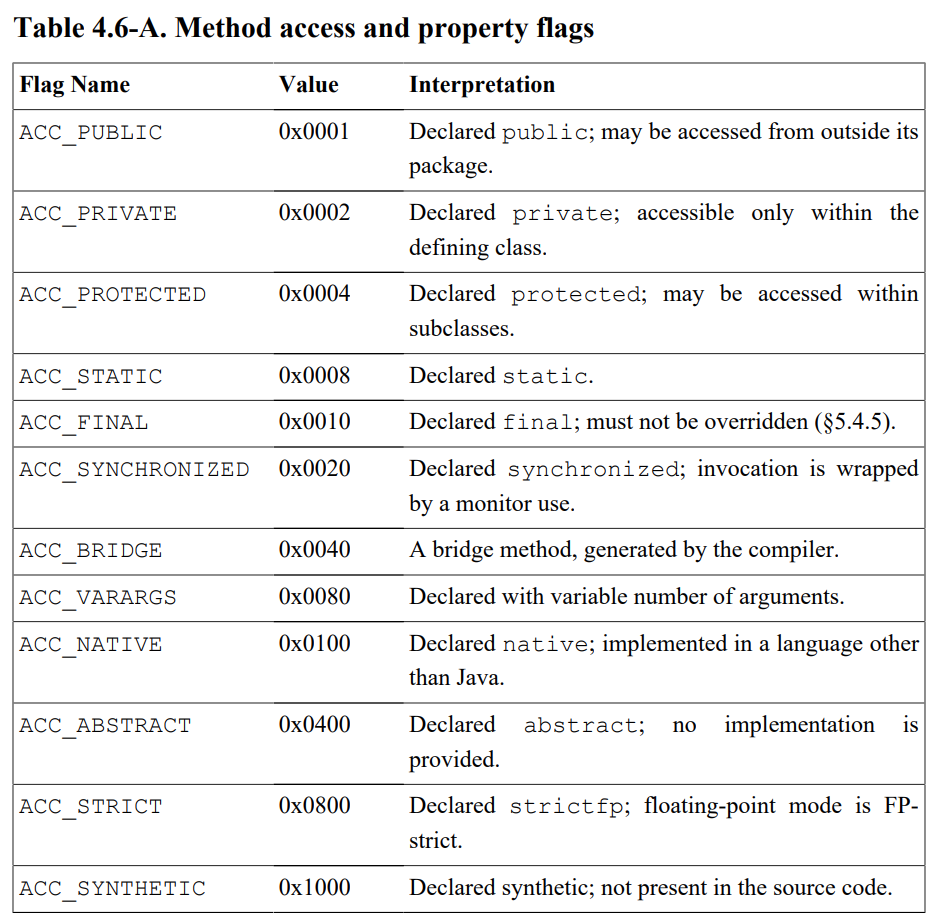 Table 4.6-A. Method access and property flags
Flag Name Value Interpretation
ACC_PUBLIC 0x0001 Declared public; may be accessed from outside its
package.
ACC_PRIVATE 0x0002 Declared private; accessible only within the
defining class.
ACC_PROTECTED 0x0004 Declared protected; may be accessed within
subclasses.
ACC_STATIC 0x0008 Declared static.
ACC_FINAL 0x0010 Declared final; must not be overridden (§5.4.5).
ACC_SYNCHRONIZED 0x0020 Declared synchronized; invocation is wrapped
by a monitor use.
ACC_BRIDGE 0x0040 A bridge method, generated by the compiler.
ACC_VARARGS 0x0080 Declared with variable number of arguments.
ACC_NATIVE 0x0100 Declared native; implemented in a language other
than Java.
ACC_ABSTRACT 0x0400 Declared abstract; no implementation is
provided.
ACC_STRICT 0x0800 Declared strictfp; floating-point mode is FP-
strict.
ACC_SYNTHETIC 0x1000 Declared synthetic; not present in the source code.